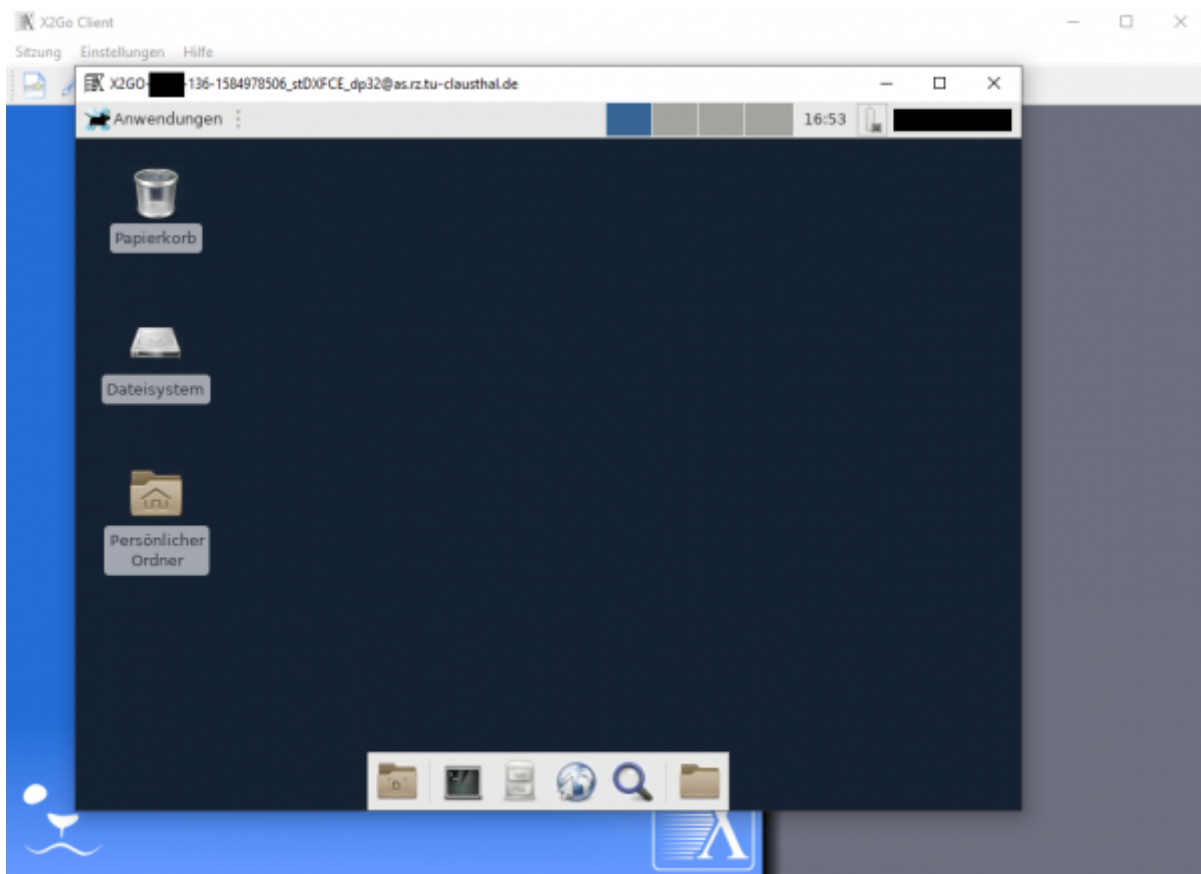 X2Go Client
Sitzung Einstellungen Hilfe
X2GO- -136-1584978506_stDXFCE_dp32@as.rz.tu-clausthal.de
Anwendungen
16:53
Papierkorb
Dateisystem
Persönlicher
Ordner